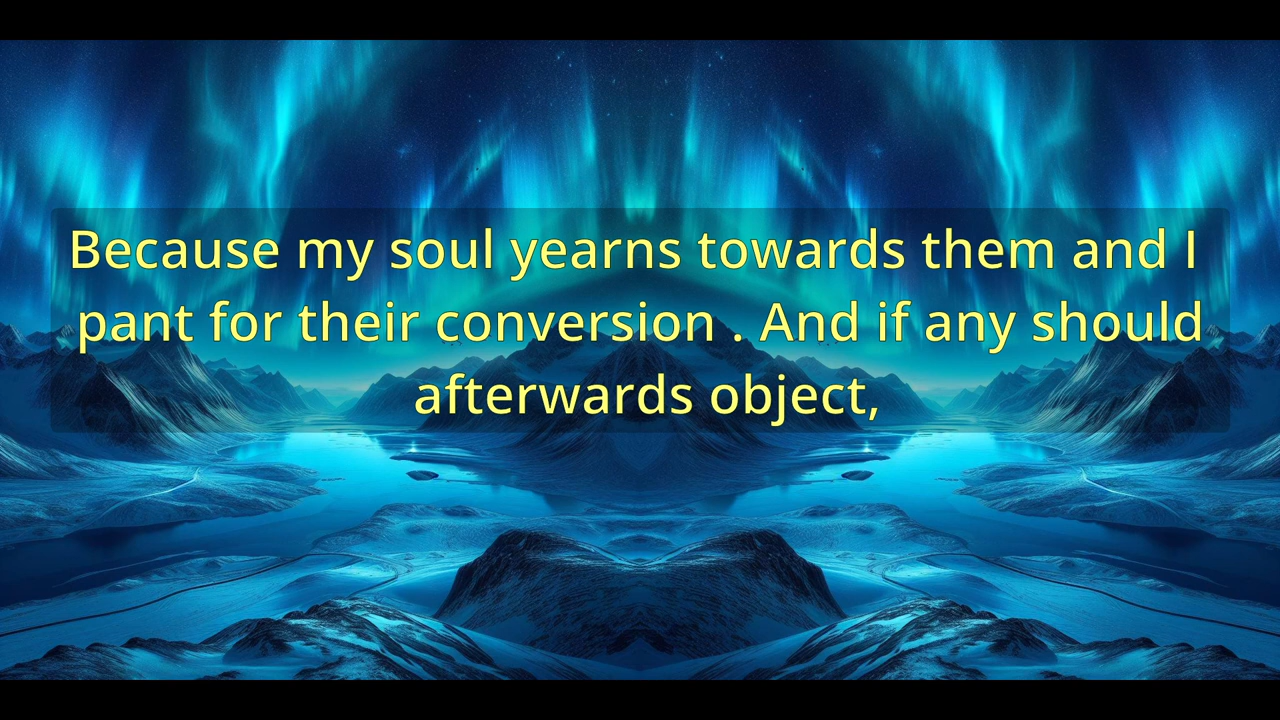 Because my soul yearns towards them and I
pant for their conversion . And if any should
afterwards object,